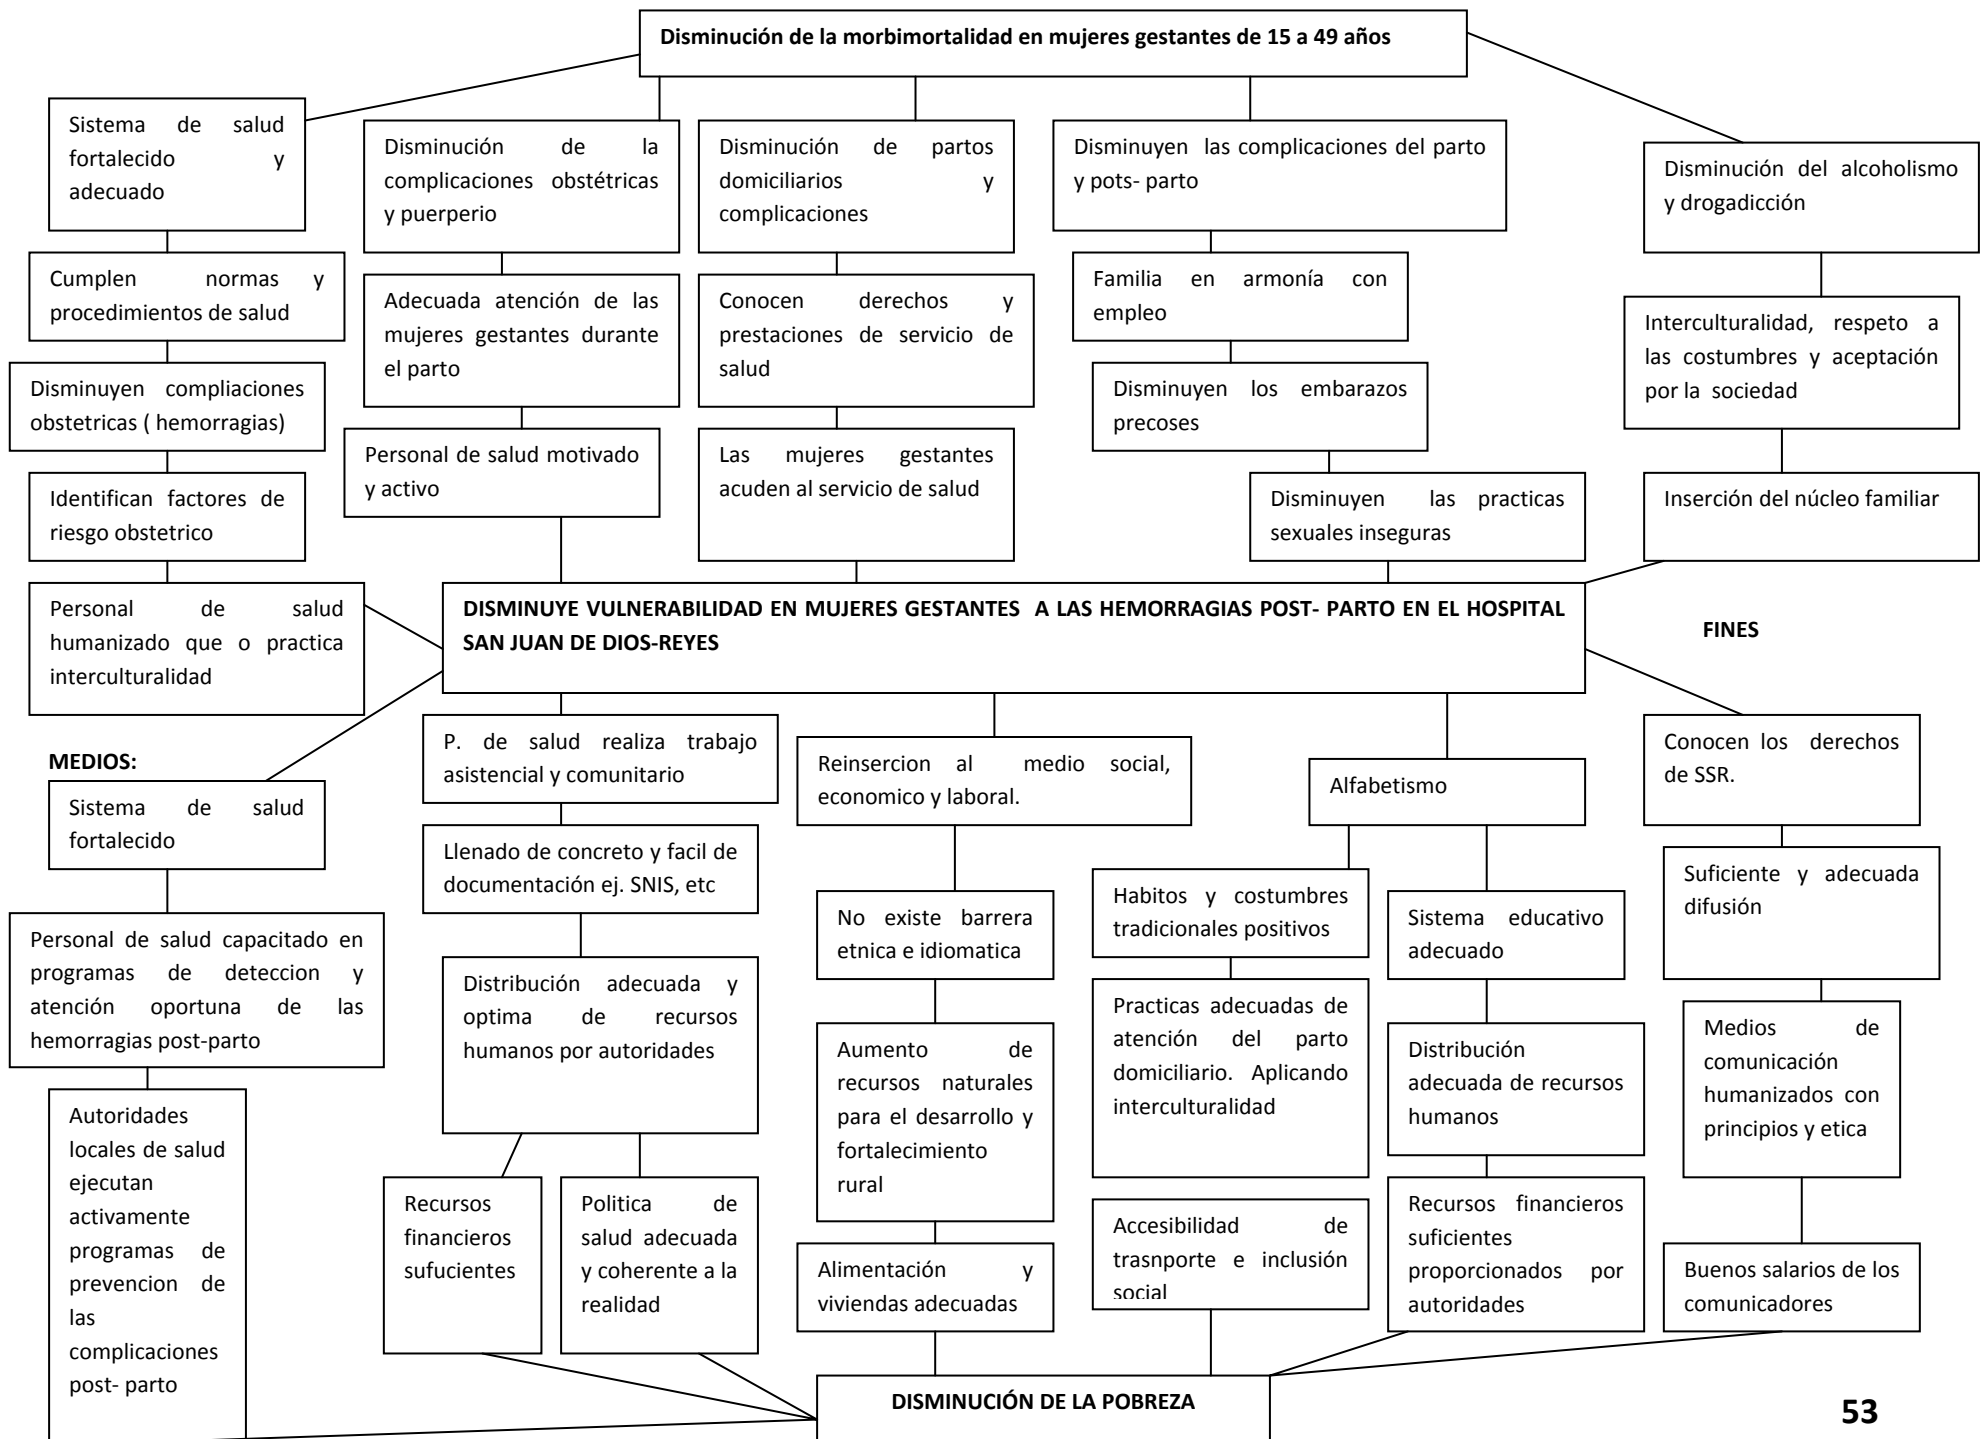 Disminución de la morbimortalidad en mujeres gestantes de 15 a 49 años
Sistema de salud
fortalecido y
adecuado
Disminución de la
complicaciones obstétricas
y puerperio
Disminución de partos
domiciliarios y
complicaciones
Disminuyen las complicaciones del parto
y pots- parto
Disminución del alcoholismo
y drogadicción
Cumplen normas y
procedimientos de salud
Adecuada atención de las
mujeres gestantes durante
el parto
Conocen derechos y
prestaciones de servicio de
salud
Familia en armonía con
empleo
Interculturalidad, respeto a
las costumbres y aceptación
por la sociedad
Disminuyen compliaciones
obstetricas ( hemorragias)
Disminuyen los embarazos
precoses
Personal de salud motivado
y activo
Las mujeres gestantes
acuden al servicio de salud
Identifican factores de
riesgo obstetrico
Disminuyen las practicas
sexuales inseguras
Inserción del núcleo familiar
Personal de salud
humanizado que o practica
interculturalidad
DISMINUYE VULNERABILIDAD EN MUJERES GESTANTES A LAS HEMORRAGIAS POST- PARTO EN EL HOSPITAL
SAN JUAN DE DIOS-REYES
FINES
MEDIOS:
Sistema de salud
fortalecido
P. de salud realiza trabajo
asistencial y comunitario
Reinsercion al medio social,
economico y laboral.
Alfabetismo
Conocen los derechos
de SSR.
Llenado de concreto y facil de
documentación ej. SNIS, etc
Suficiente y adecuada
difusión
Personal de salud capacitado en
programas de deteccion y
atención oportuna de las
hemorragias post-parto
No existe barrera
etnica e idiomatica
Habitos y costumbres
tradicionales positivos
Sistema educativo
adecuado
Distribución adecuada y
optima de recursos
humanos por autoridades
Aumento de
recursos naturales
para el desarrollo y
fortalecimiento
rural
Practicas adecuadas de
atención del parto
domiciliario. Aplicando
interculturalidad
Distribución
adecuada de recursos
humanos
Medios de
comunicación
humanizados con
principios y etica
Autoridades
locales de salud
ejecutan
activamente
programas de
prevencion de
las
complicaciones
post- parto
Recursos
financieros
sufucientes
Politica de
salud adecuada
y coherente a la
realidad
Alimentación y
viviendas adecuadas
Accesibilidad de
trasnporte e inclusión
social
Recursos financieros
suficientes
proporcionados por
autoridades
Buenos salarios de los
comunicadores
DISMINUCIÓN DE LA POBREZA
53